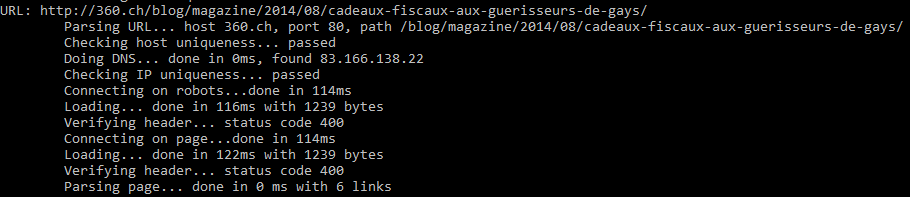 URL: http://360.ch/blog/magazine/2014/08/cadeaux-fiscaux-aux-guerisseurs-de-gays/
Parsing URL... host 360.ch, port 80, path /blog/magazine/2014/08/cadeaux-fiscaux-aux-guerisseurs-de-gays/
Checking host uniqueness... passed
Doing DNS... done in 0ms, found 83.166.138.22
Checking IP uniqueness... passed
Connecting on robots...done in 114ms
Loading... done in 116ms with 1239 bytes
Verifying header... status code 400
Connecting on page...done in 114ms
Loading... done in 122ms with 1239 bytes
Verifying header... status code 400
Parsing page... done in 0 ms with 6 links